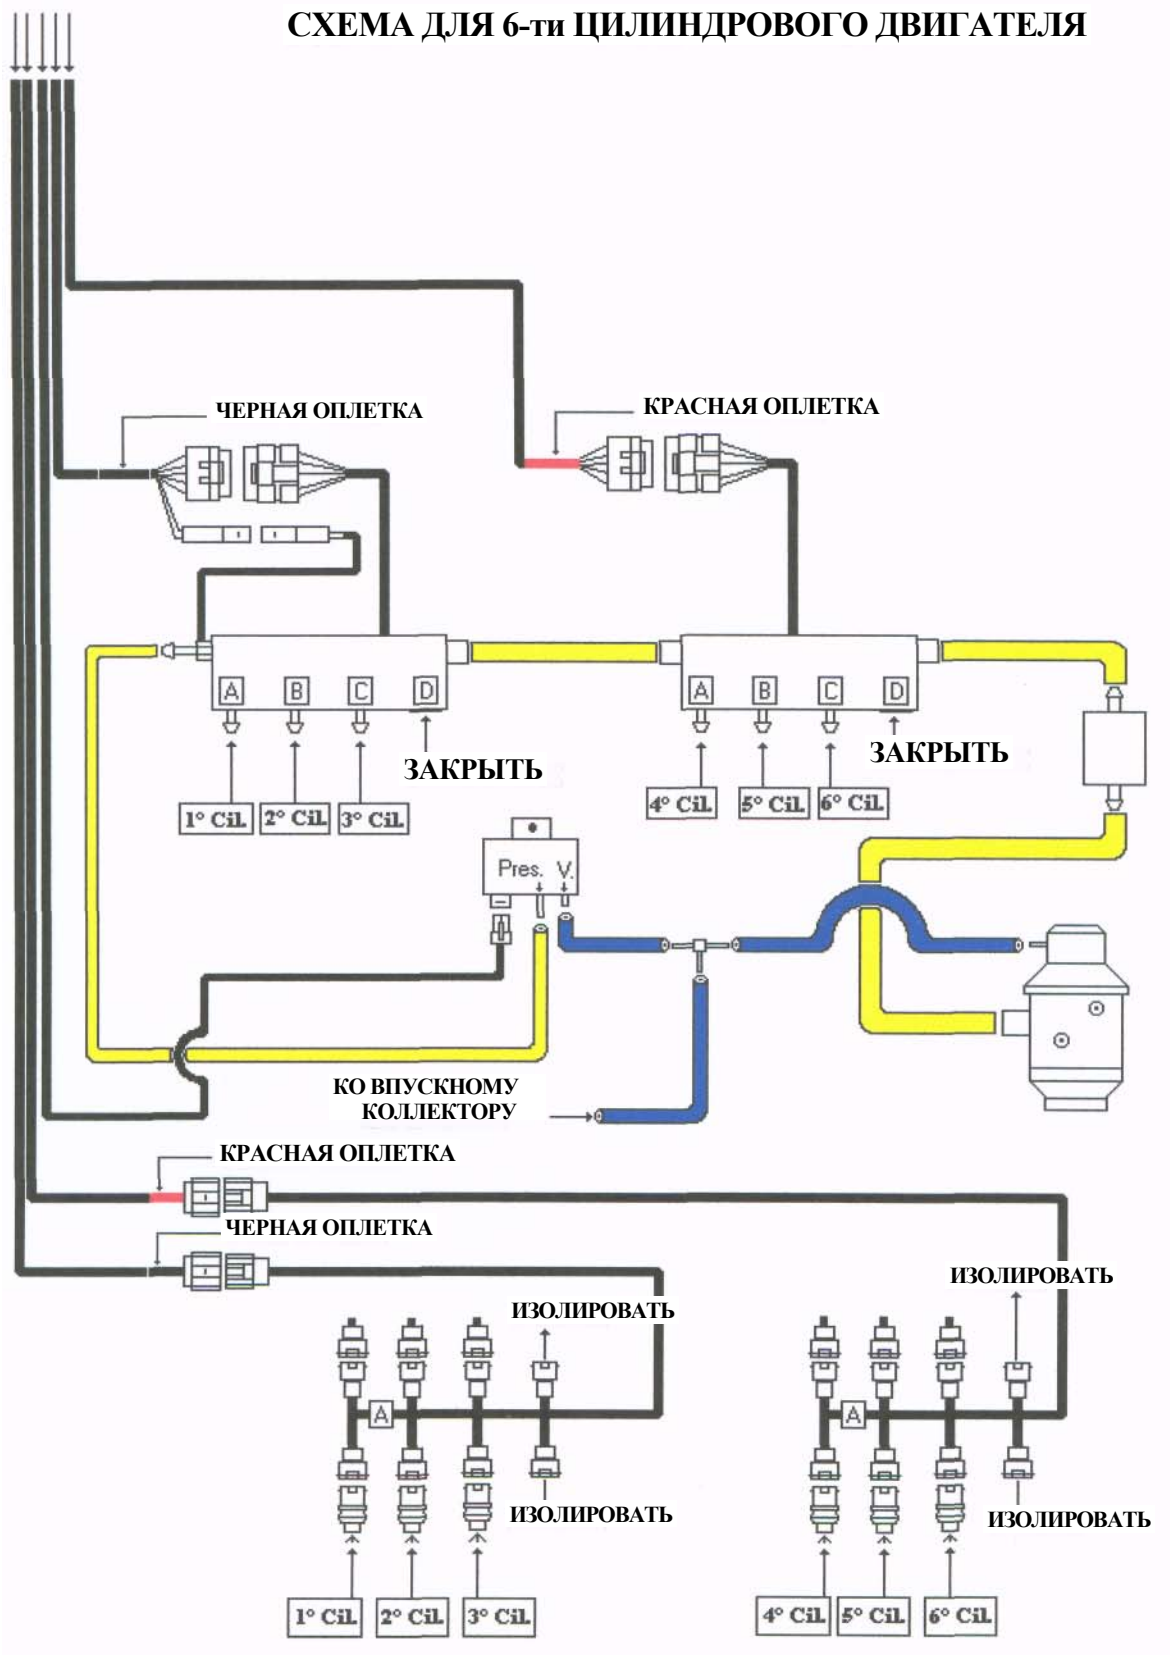 СХЕМА ДЛЯ 6-ти ЦИЛИНДРОВОГО ДВИГАТЕЛЯ
ЧЕРНАЯ ОПЛЕТКА
КРАСНАЯ ОПЛЕТКА
A B C D
A B C D
ЗАКРЫТЬ
ЗАКРЫТЬ
1° Cil.
2° Cil.
3° Cil.
4° Cil.
5° Cil.
6° Cil.
Pres. V.
КО ВПУСКНОМУ
КОЛЛЕКТОРУ
КРАСНАЯ ОПЛЕТКА
ЧЕРНАЯ ОПЛЕТКА
ИЗОЛИРОВАТЬ
ИЗОЛИРОВАТЬ
A
A
ИЗОЛИРОВАТЬ
ИЗОЛИРОВАТЬ
1° Cil.
2° Cil.
3° Cil.
4° Cil.
5° Cil.
6° Cil.